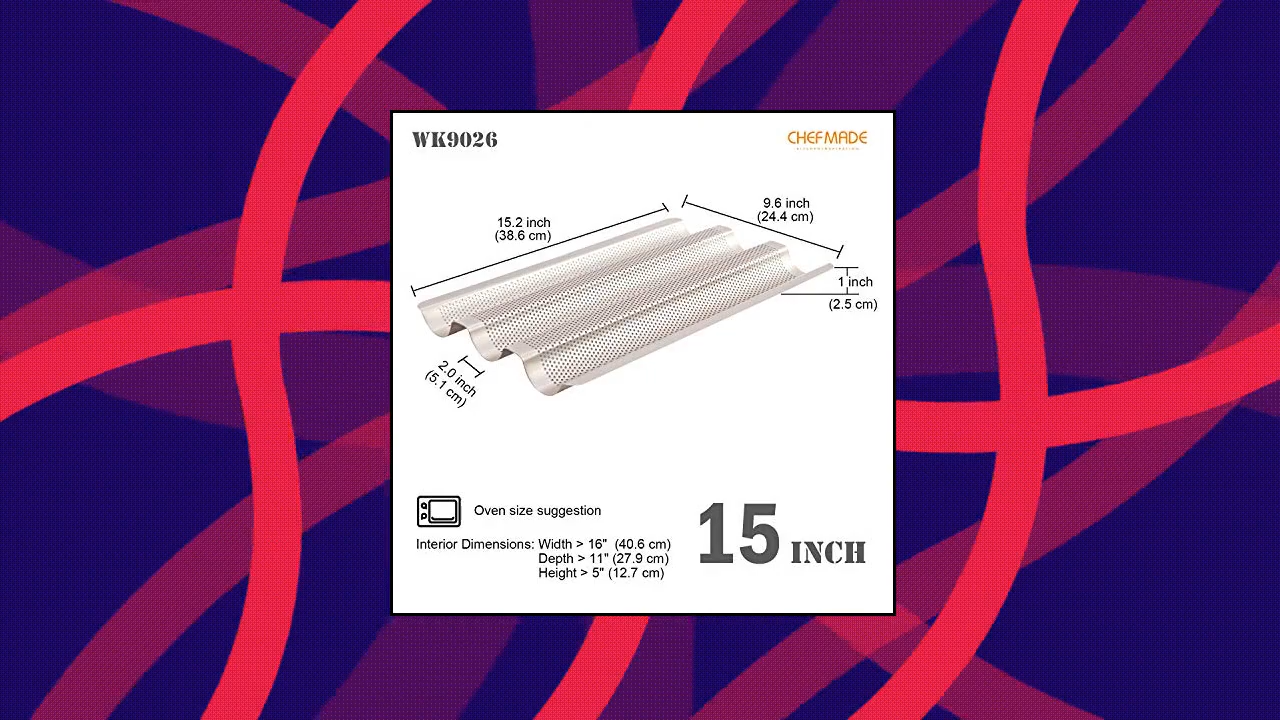 WK9026
CHEFMADE
15.2 inch
(38.6 cm)
9.6 inch
(24.4 cm)
1 inch
(2.5 cm)
2.0 inch
(5.1 cm)
Oven size suggestion
Interior Dimensions: Width > 16" (40.6 cm)
Depth > 11" (27.9 cm)
Height > 5" (12.7 cm)
15 INCH